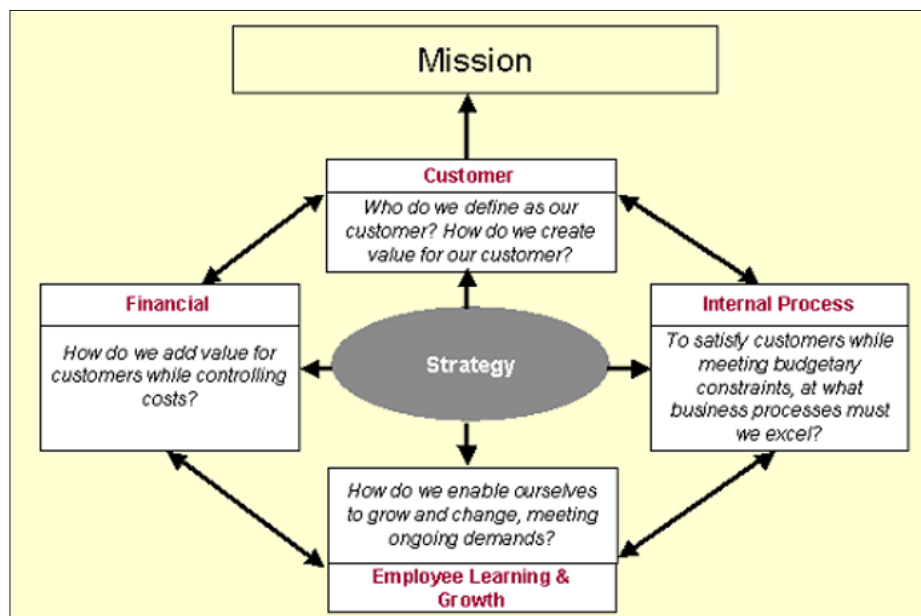 Mission
Customer
Who do we define as our
customer? How do we create
value for our customer?
Financial
How do we add value for
customers while controlling
costs?
Strategy
Internal Process
To satisfy customers while
meeting budgetary
constraints, at what
business processes must
we excel?
How do we enable ourselves
to grow and change, meeting
ongoing demands?
Employee Learning &
Growth